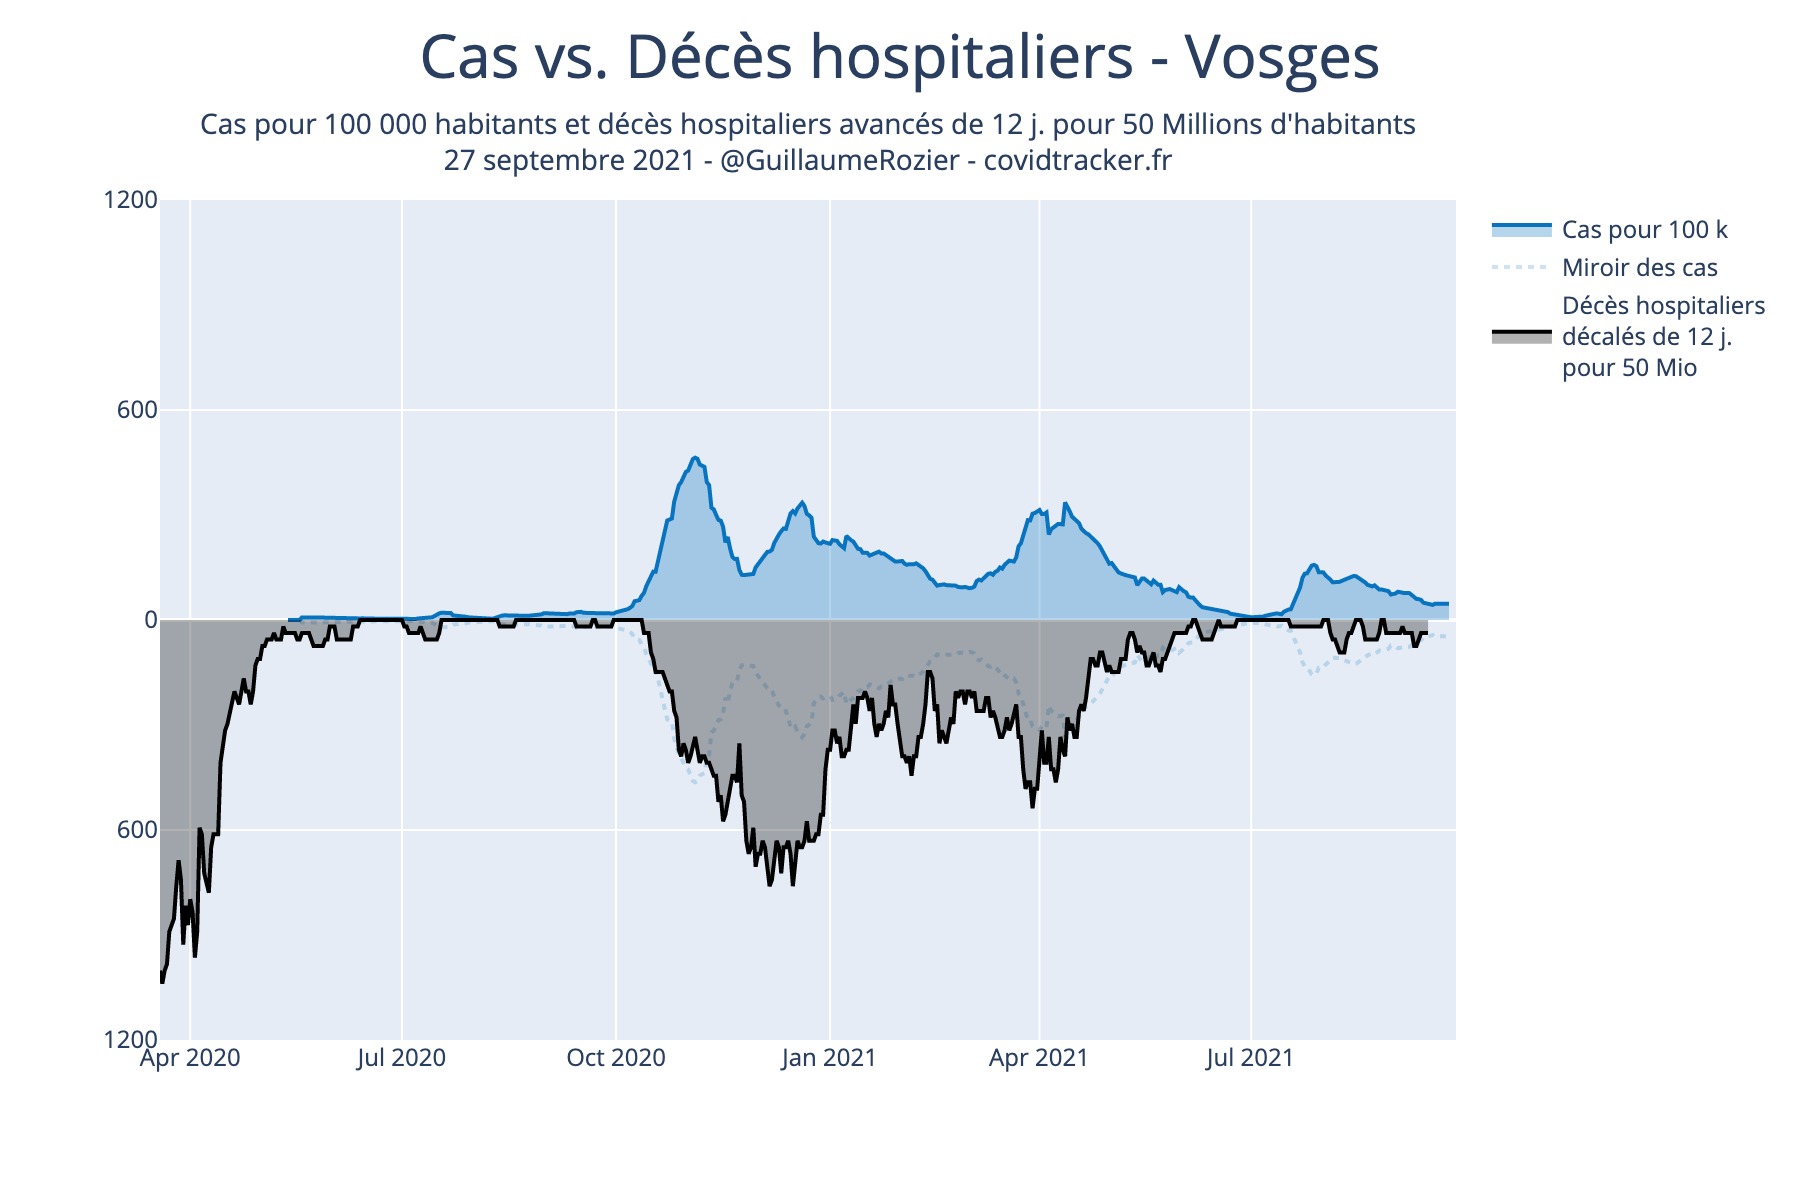 Cas vs. Décès hospitaliers - Vosges
Cas pour 100 000 habitants et décès hospitaliers avancés de 12 j. pour 50 Millions d'habitants
27 septembre 2021 - @GuillaumeRozier - covidtracker.fr
1200
600
0
600
1200
Apr 2020
Jul 2020
Oct 2020
Jan 2021
Apr 2021
Jul 2021
Cas pour 100 k
Miroir des cas
Décès hospitaliers
décalés de 12 j.
pour 50 Mio